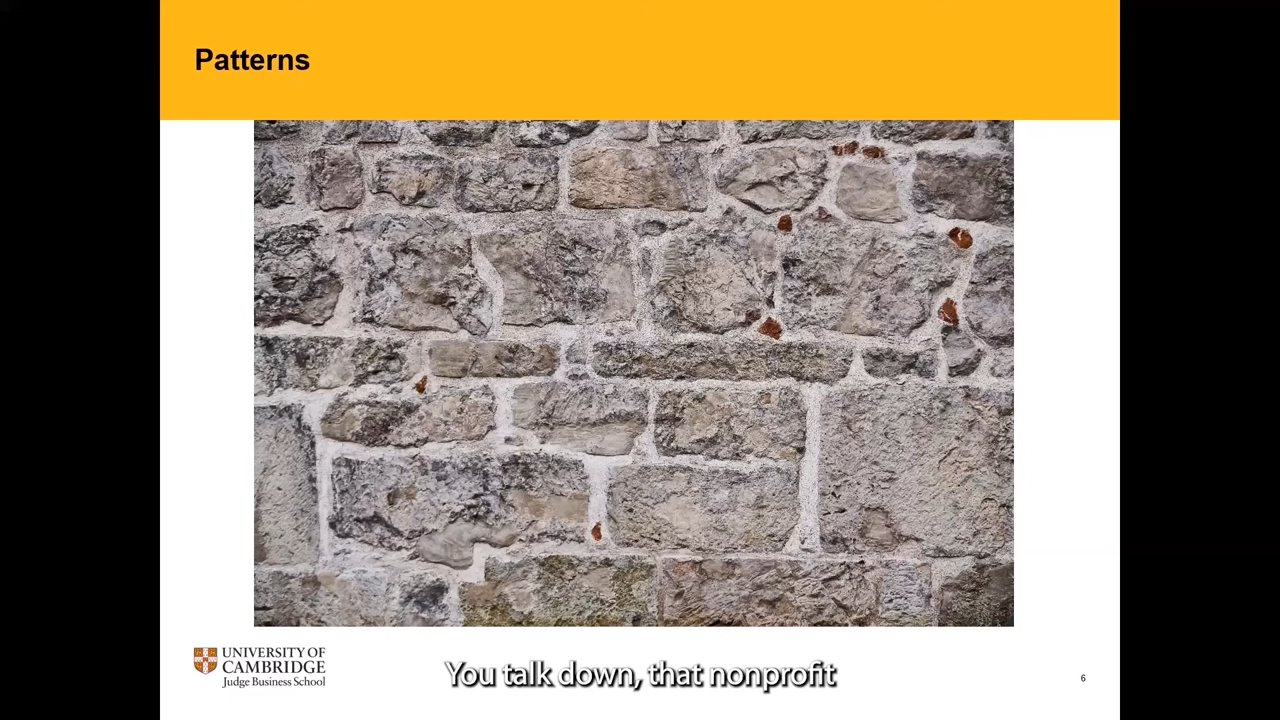 Patterns
UNIVERSITY OF
CAMBRIDGE
Judge Business School
You talk down, that nonprofit
6